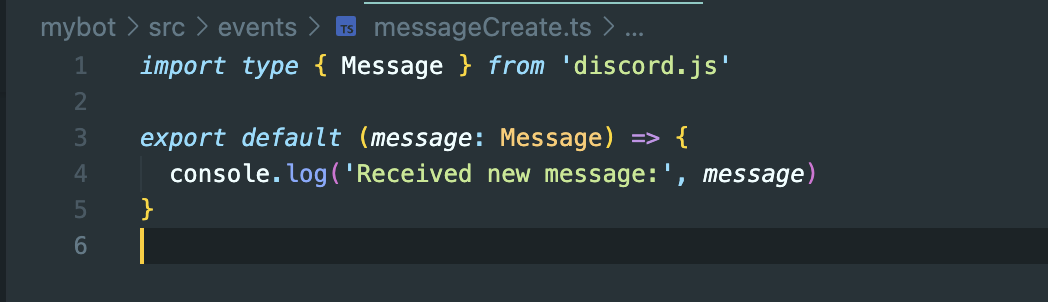 mybot > src > events > TS messageCreate.ts > ...
1 import type { Message } from 'discord.js'
2
3 export default (message: Message) => {
4   console.log('Received new message:', message)
5 }
6